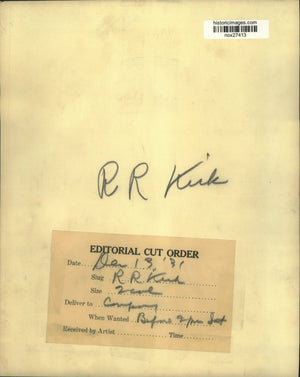 historicimages.com
nox27413
R R Kirk
EDITORIAL CUT ORDER
Date Dec 13, '31
Slug R R Kirk
Size 2 col
Deliver to Company
When Wanted Before 2 pm Sat
Received by Artist Time